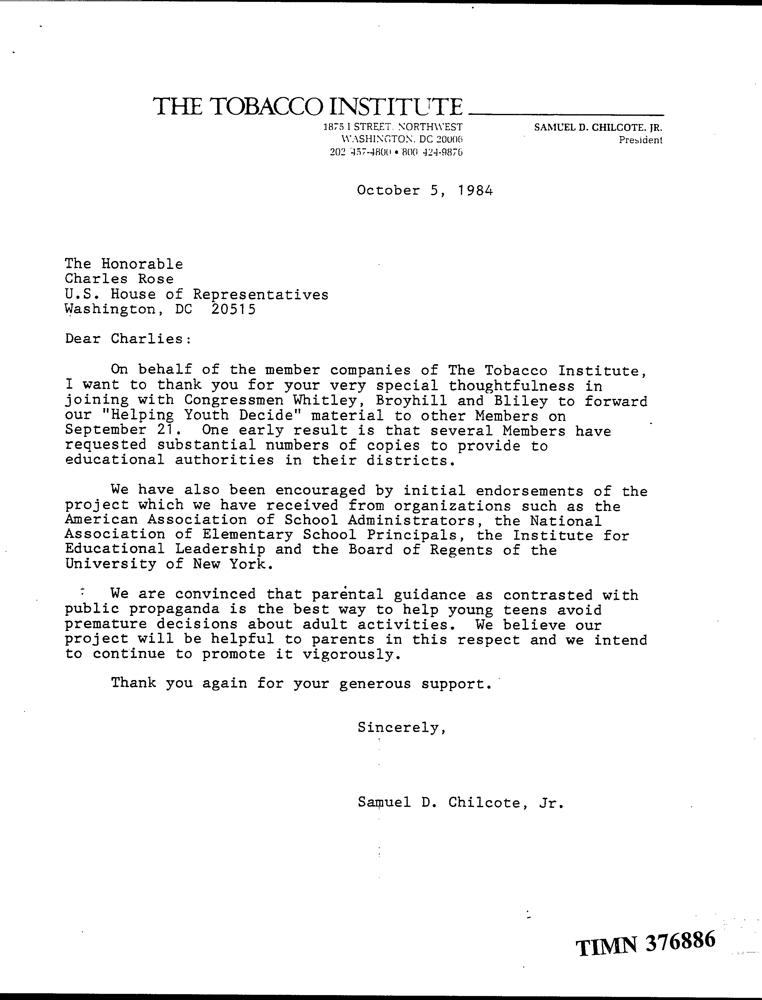 THE TOBACCO INSTITUTE
1875 I STREET, NORTHWEST
WASHINGTON, DC 20006
202 457-4800 • 800 424-9876
SAMUEL D. CHILCOTE, JR.
President
October 5, 1984
The Honorable
Charles Rose
U.S. House of Representatives
Washington, DC 20515
Dear Charlies:
On behalf of the member companies of The Tobacco Institute,
I want to thank you for your very special thoughtfulness in
joining with Congressmen Whitley, Broyhill and Bliley to forward
our "Helping Youth Decide" material to other Members on
September 21. One early result is that several Members have
requested substantial numbers of copies to provide to
educational authorities in their districts.
We have also been encouraged by initial endorsements of the
project which we have received from organizations such as the
American Association of School Administrators, the National
Association of Elementary School Principals, the Institute for
Educational Leadership and the Board of Regents of the
University of New York.
We are convinced that parental guidance as contrasted with
public propaganda is the best way to help young teens avoid
premature decisions about adult activities. We believe our
project will be helpful to parents in this respect and we intend
to continue to promote it vigorously.
Thank you again for your generous support.
Sincerely,
Samuel D. Chilcote, Jr.
TIMN 376886